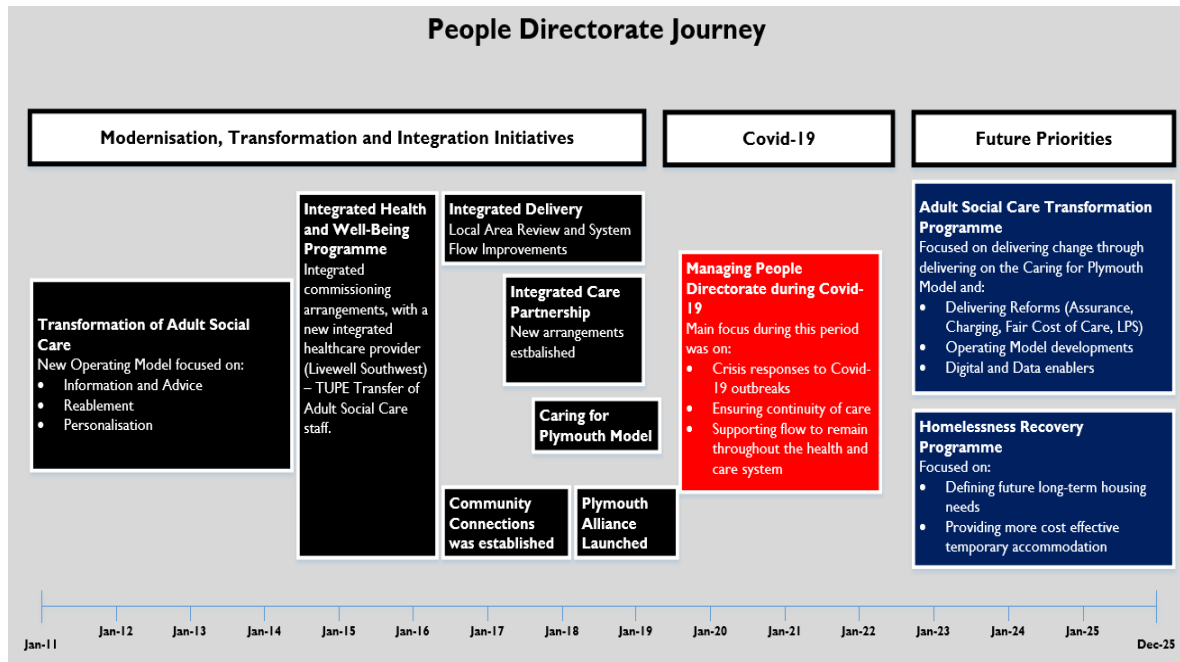 People Directorate Journey
Modernisation, Transformation and Integration Initiatives
Covid-19
Future Priorities
Transformation of Adult Social
Care
New Operating Model focused on:
• Information and Advice
• Reablement
• Personalisation
Integrated Health
and Well-Being
Programme
Integrated
commissioning
arrangements, with a
new integrated
healthcare provider
(Livewell Southwest)
– TUPE Transfer of
Adult Social Care
staff.
Integrated Delivery
Local Area Review and System
Flow Improvements
Integrated Care
Partnership
New arrangements
estbalished
Caring for
Plymouth Model
Community
Connections
was established
Plymouth
Alliance
Launched
Managing People
Directorate during Covid-
19
Main focus during this period
was on:
• Crisis responses to Covid-
19 outbreaks
• Ensuring continuity of care
• Supporting flow to remain
throughout the health and
care system
Adult Social Care Transformation
Programme
Focused on delivering change through
delivering on the Caring for Plymouth
Model and:
• Delivering Reforms (Assurance,
Charging, Fair Cost of Care, LPS)
• Operating Model developments
• Digital and Data enablers
Homelessness Recovery
Programme
Focused on:
• Defining future long-term housing
needs
• Providing more cost effective
temporary accommodation
Jan-11
Jan-12
Jan-13
Jan-14
Jan-15
Jan-16
Jan-17
Jan-18
Jan-19
Jan-20
Jan-21
Jan-22
Jan-23
Jan-24
Jan-25
Dec-25